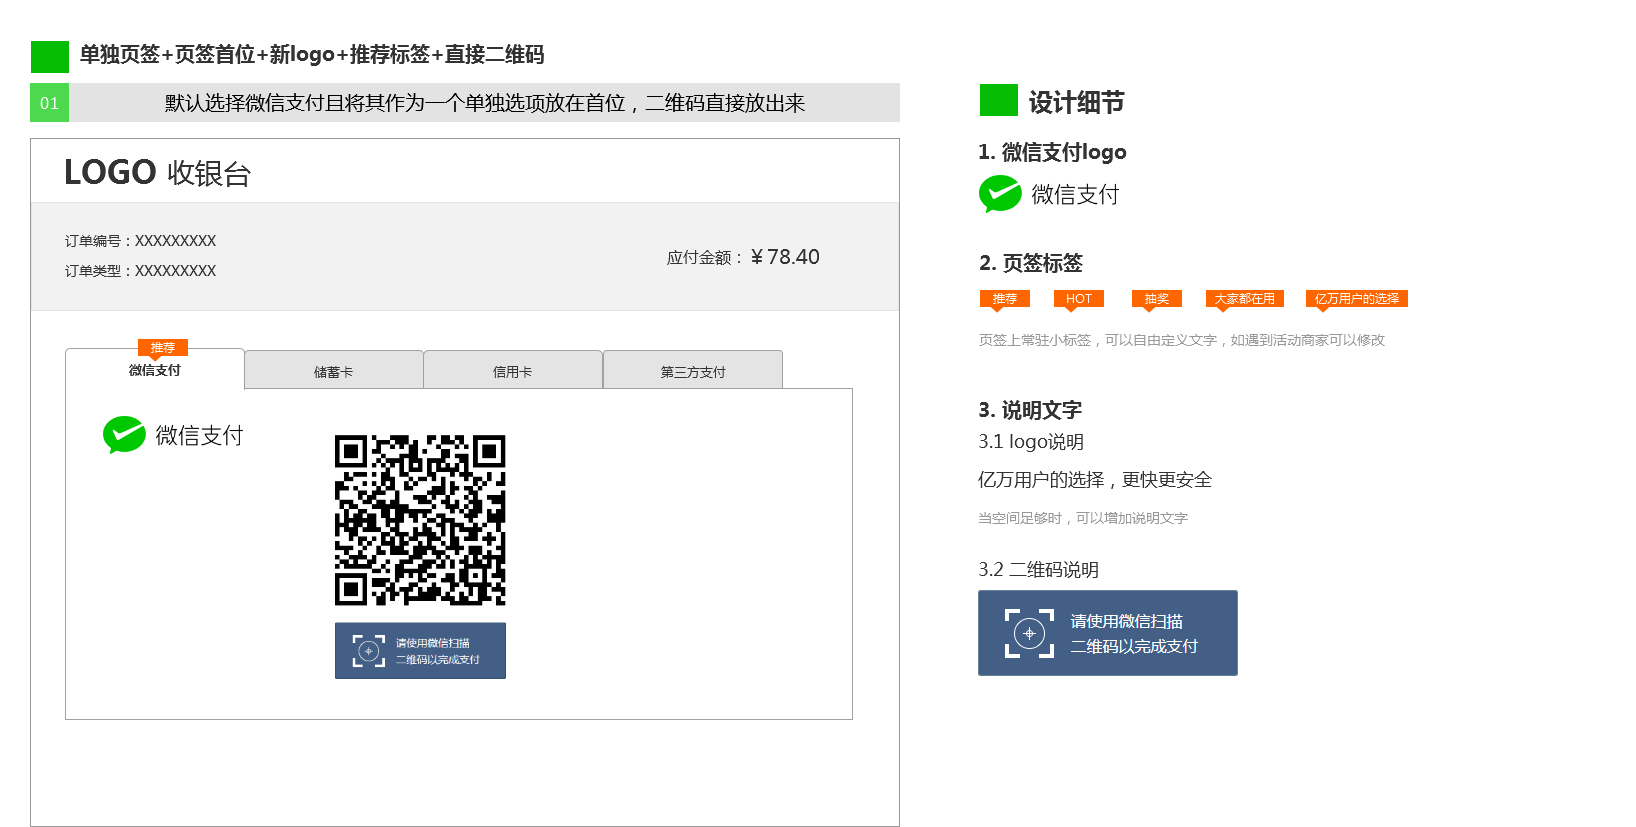 单独页签+页签首位+新logo+推荐标签+直接二维码
01
默认选择微信支付且将其作为一个单独选项放在首位，二维码直接放出来
LOGO 收银台
订单编号：XXXXXXXXX
订单类型：XXXXXXXXX
应付金额：￥78.40
推荐
微信支付
储蓄卡
信用卡
第三方支付
微信支付
请使用微信扫描
二维码以完成支付
设计细节
1. 微信支付logo
微信支付
2. 页签标签
推荐
HOT
抽奖
大家都在用
亿万用户的选择
页签上常驻小标签，可以自由定义文字，如遇到活动商家可以修改
3. 说明文字
3.1 logo说明
亿万用户的选择，更快更安全
当空间足够时，可以增加说明文字
3.2 二维码说明
请使用微信扫描
二维码以完成支付